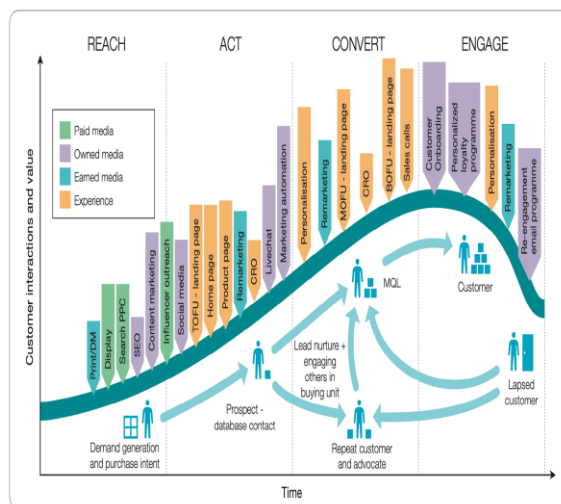 REACH
ACT
CONVERT
ENGAGE
Customer interactions and value
Paid media
Owned media
Earned media
Experience
Print/DM
Display
Search PPC
SEO
Content marketing
Influencer outreach
Social media
TOFU - landing page
Home page
Product page
Remarketing
CRO
Livechat
Marketing automation
Personalisation
Remarketing
MOFU - landing page
CRO
BOFU - landing page
Sales calls
Customer
Onboarding
Personalized
loyalty
programme
Personalisation
Remarketing
Re-engagement
email programme
MQL
Customer
Lead nurture +
engaging
others in
buying unit
Prospect -
database contact
Lapsed
customer
Demand generation
and purchase intent
Repeat customer
and advocate
Time